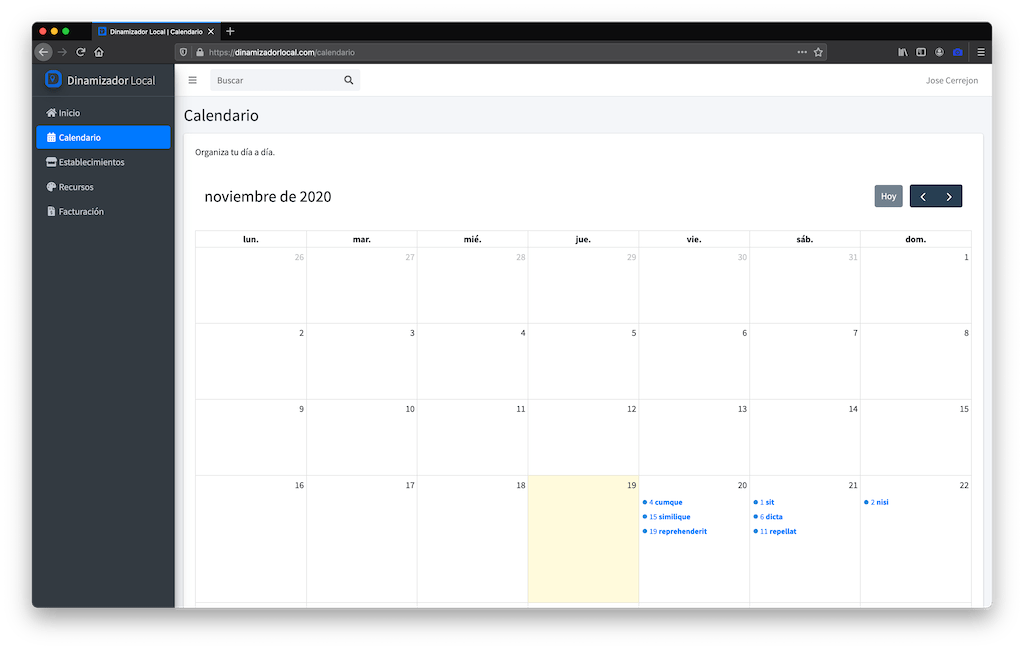 Dinamizador Local | Calendario
https://dinamizadorlocal.com/calendario
Dinamizador Local
Buscar
Jose Cerrejon
Inicio
Calendario
Establecimientos
Recursos
Facturación
Calendario
Organiza tu día a día.
noviembre de 2020
Hoy
lun. mar. mié. jue. vie. sáb. dom.
26 27 28 29 30 31 1
2 3 4 5 6 7 8
9 10 11 12 13 14 15
16 17 18 19 20 21 22
4 cumque 1 sit 2 nisi
15 similique 6 dicta
19 reprehenderit 11 repellat